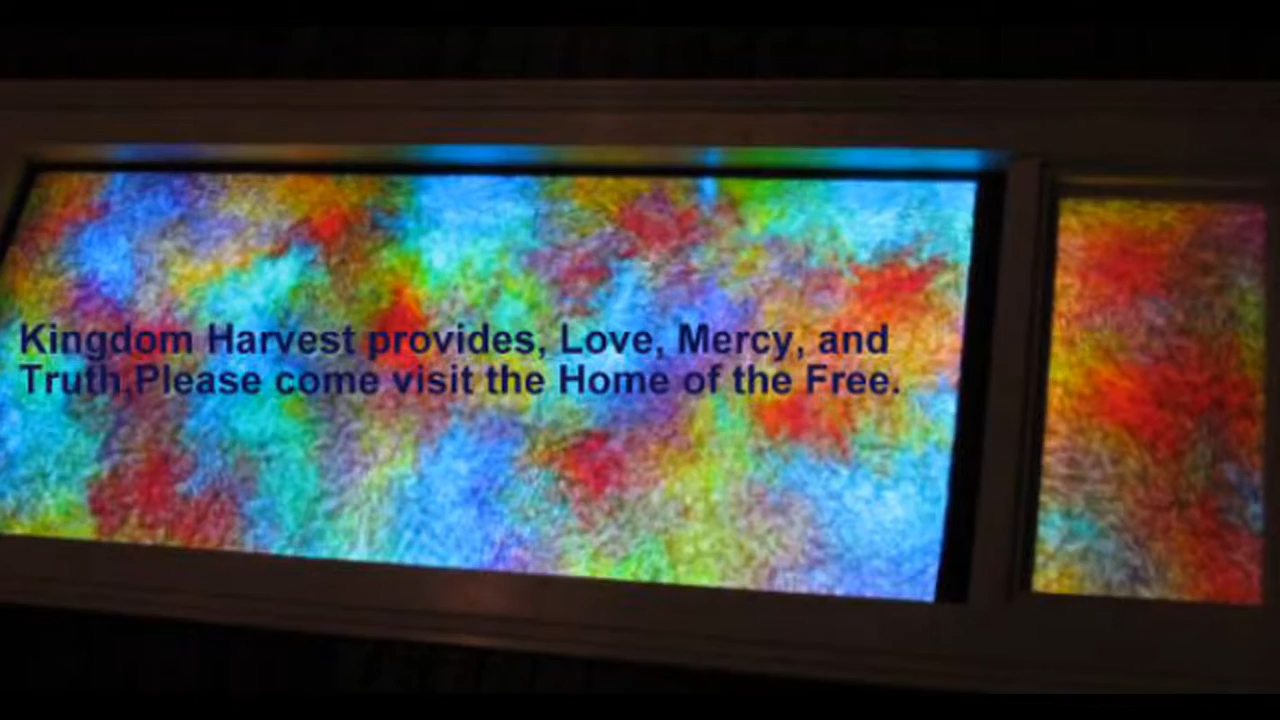 Kingdom Harvest provides, Love, Mercy, and
Truth,Please come visit the Home of the Free.